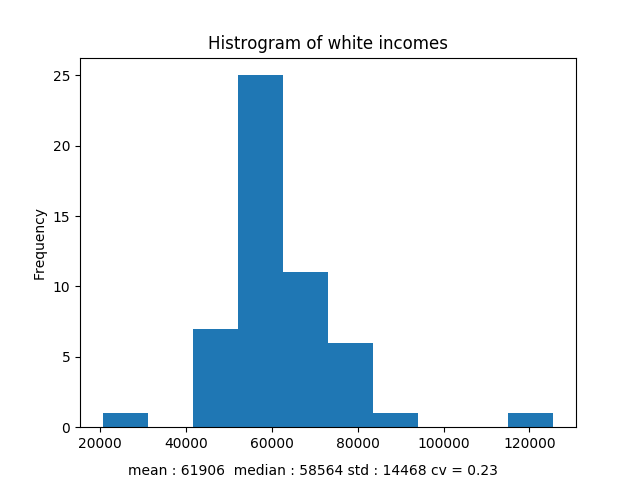 Histrogram of white incomes
Frequency
25
20
15
10
5
0
20000 40000 60000 80000 100000 120000
mean : 61906  median : 58564 std : 14468 cv = 0.23